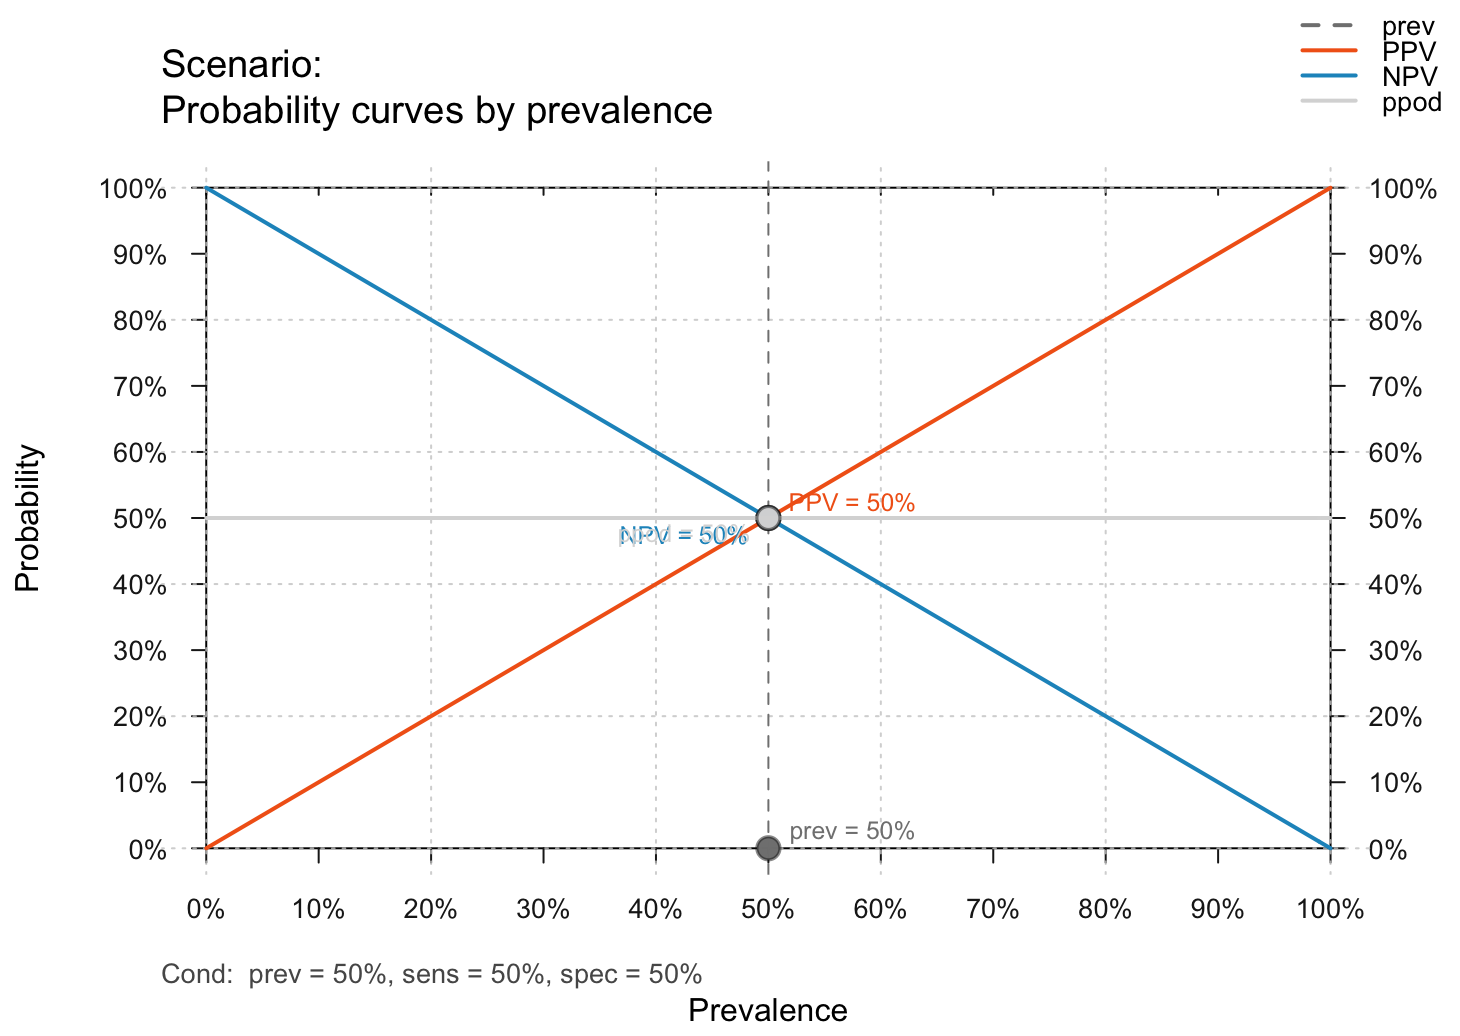 prev
PPV
NPV
ppod
Scenario:
Probability curves by prevalence
100% 100%
90% 90%
80% 80%
70% 70%
60% 60%
PPV = 50%
50% 50%
NPV = 50%
ppod = 50%
40% 40%
30% 30%
20% 20%
10% 10%
prev = 50%
0% 0%
0% 10% 20% 30% 40% 50% 60% 70% 80% 90% 100%
Probability
Cond: prev = 50%, sens = 50%, spec = 50%
Prevalence